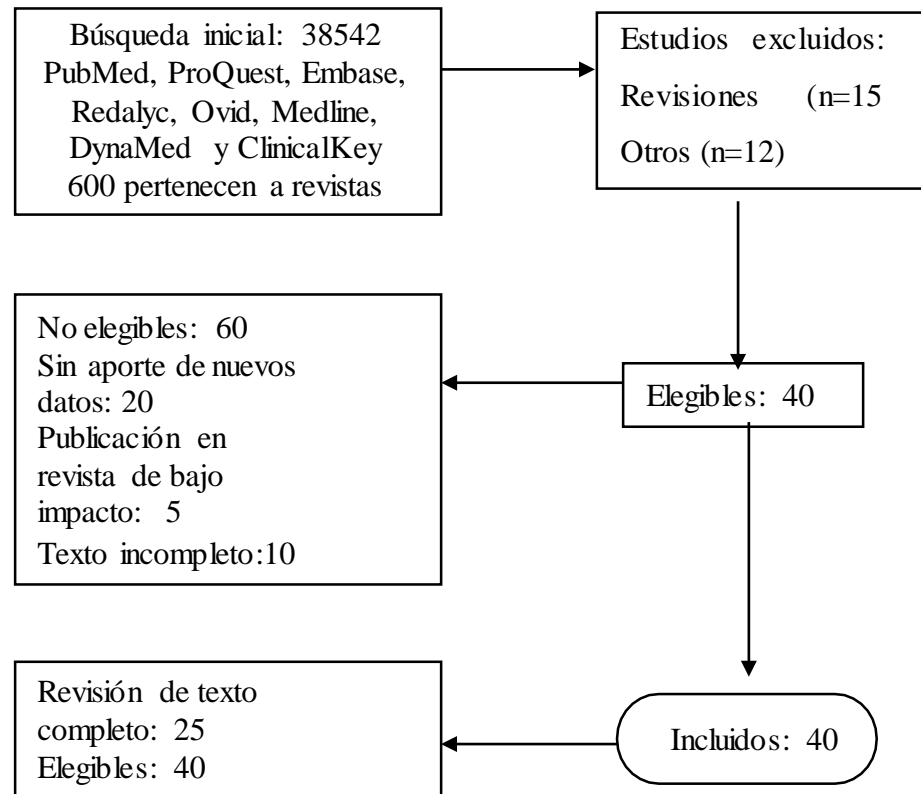 Búsqueda inicial: 38542
PubMed, ProQuest, Embase,
Redalyc, Ovid, Medline,
DynaMed y ClinicalKey
600 pertenecen a revistas
Estudios excluidos:
Revisiones (n=15
Otros (n=12)
No elegibles: 60
Sin aporte de nuevos
datos: 20
Publicación en
revista de bajo
impacto: 5
Texto incompleto:10
Elegibles: 40
Revisión de texto
completo: 25
Elegibles: 40
Incluidos: 40